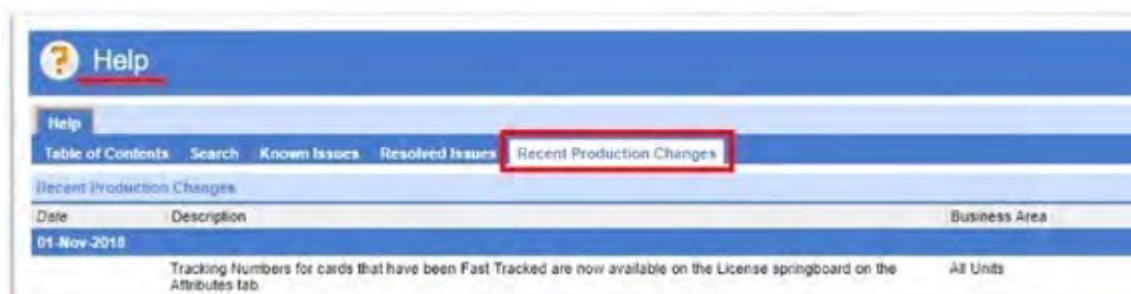 Help
Help
Table of Contents Search Known Issues Resolved Issues Recent Production Changes
Recent Production Changes
Date Description Business Area
01-Nov-2018
Tracking Numbers for cards that have been Fast Tracked are now available on the License springboard on the All Units
Attributes tab